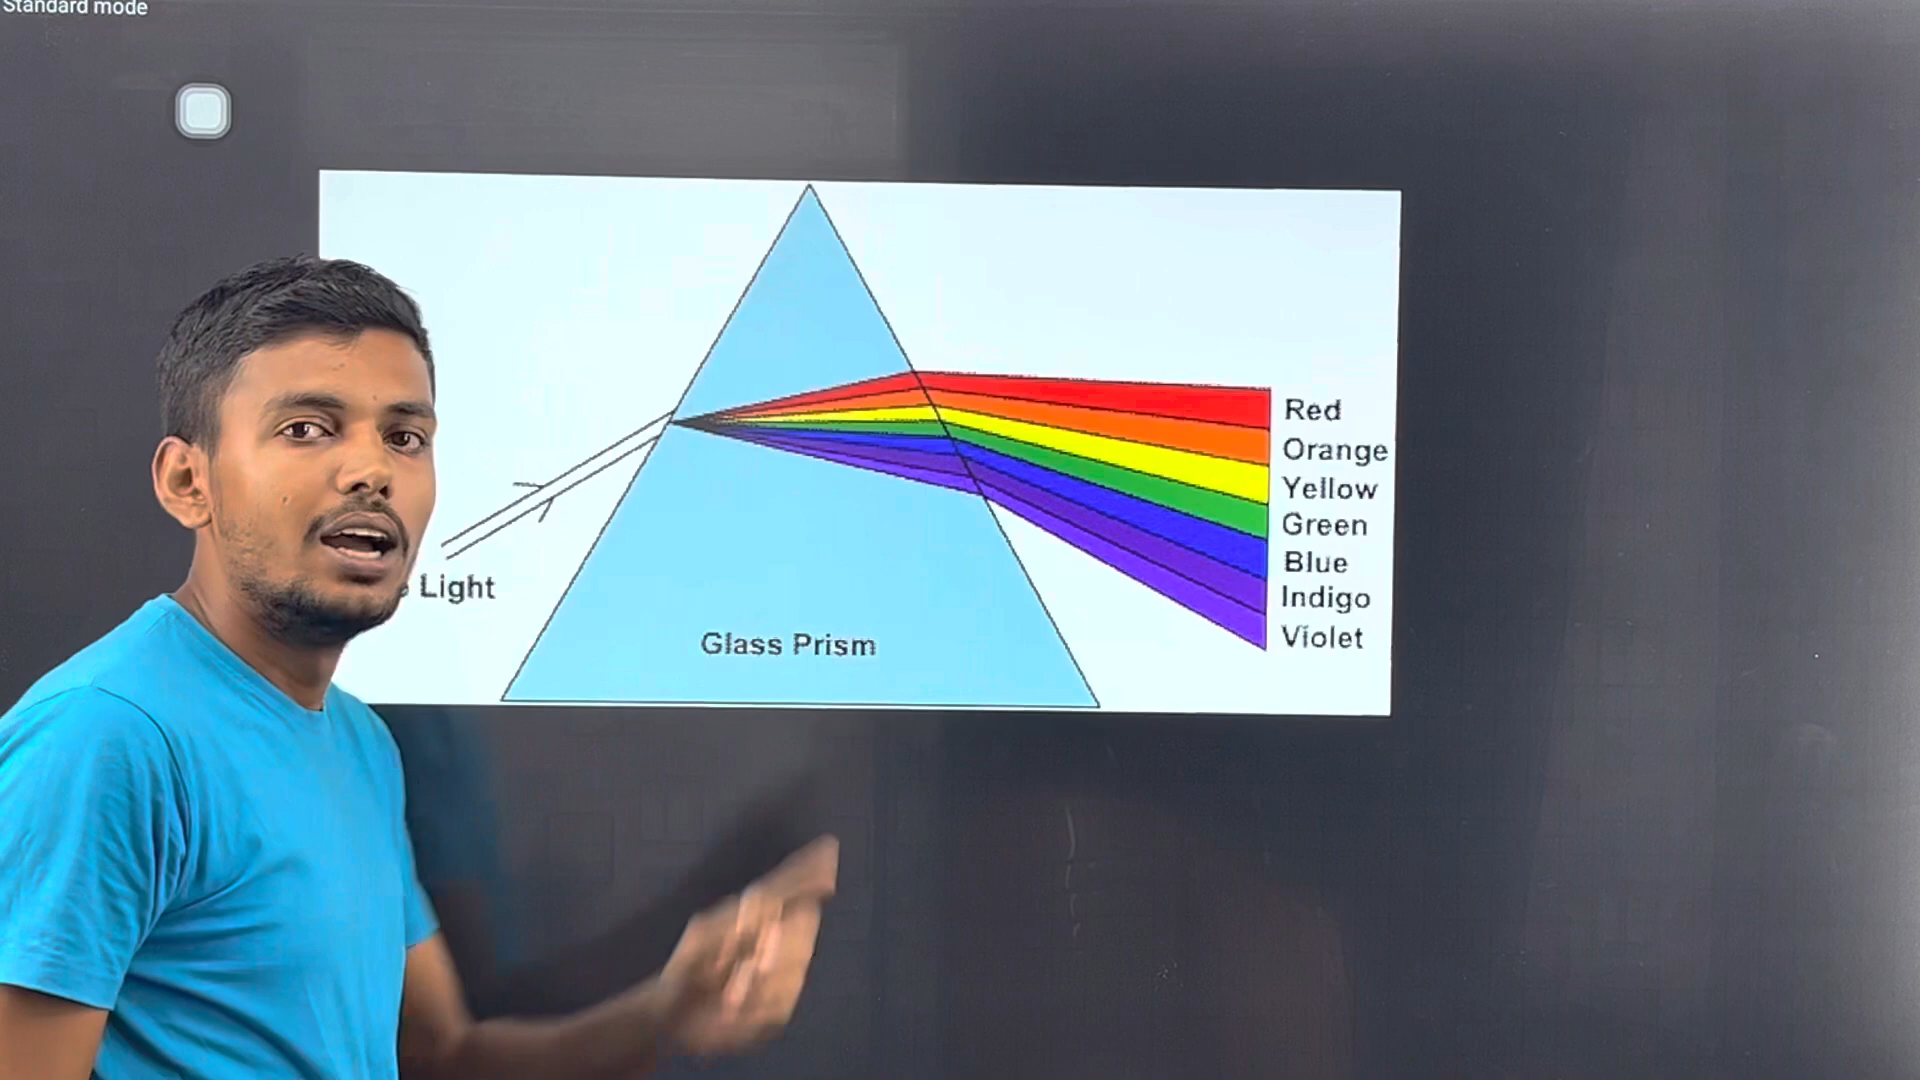 Standard mode
Red
Orange
Yellow
Green
Blue
Indigo
Violet
Light
Glass Prism